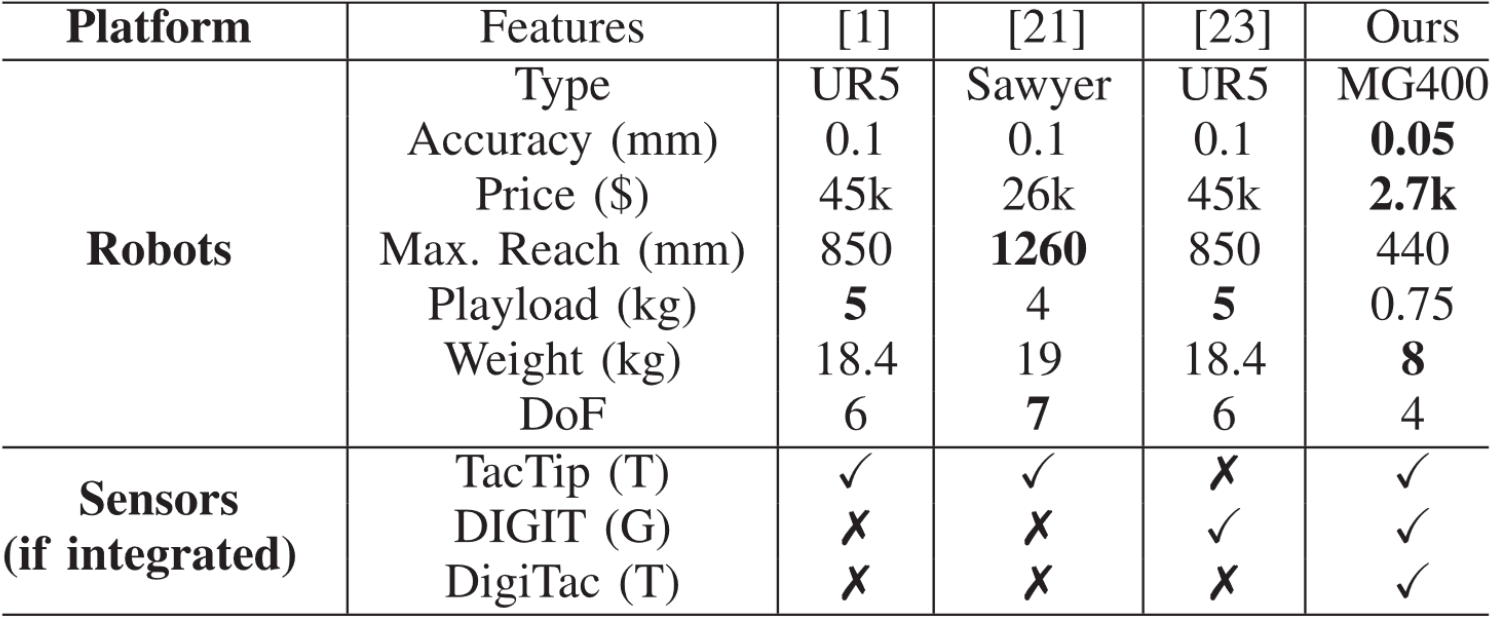 Platform Features [1] [21] [23] Ours
Type UR5 Sawyer UR5 MG400
Accuracy (mm) 0.1 0.1 0.1 0.05
Price ($) 45k 26k 45k 2.7k
Robots Max. Reach (mm) 850 1260 850 440
Playload (kg) 5 4 5 0.75
Weight (kg) 18.4 19 18.4 8
DoF 6 7 6 4
TacTip (T) ✓ ✓ ✗ ✓
Sensors
DIGIT (G) ✗ ✗ ✓ ✓
(if integrated)
DigiTac (T) ✗ ✗ ✗ ✓